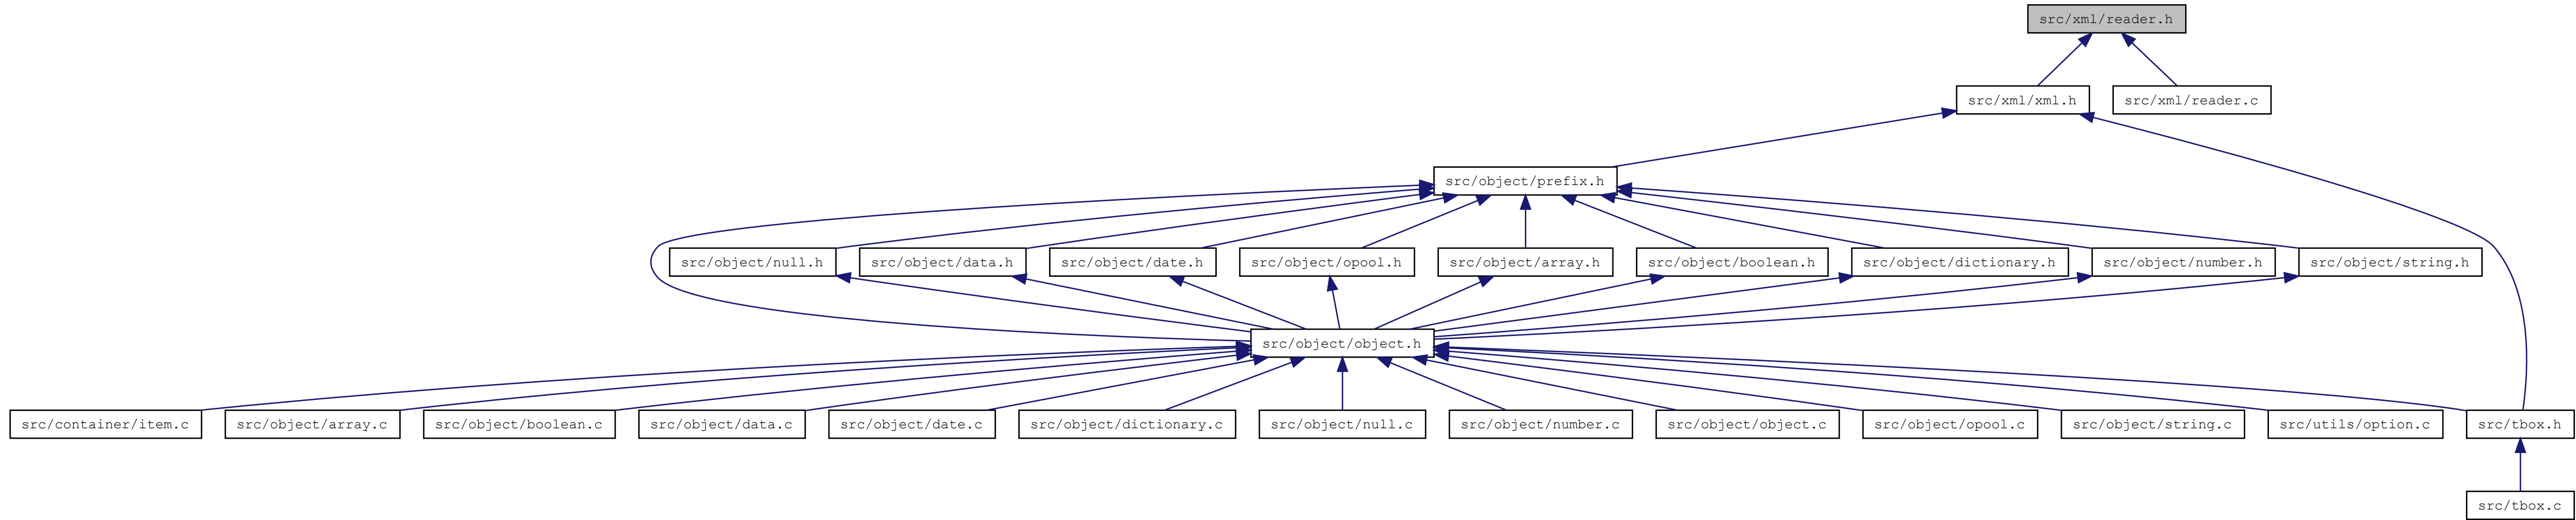 src/xml/reader.h
src/xml/xml.h
src/xml/reader.c
src/object/prefix.h
src/object/null.h
src/object/data.h
src/object/date.h
src/object/opool.h
src/object/array.h
src/object/boolean.h
src/object/dictionary.h
src/object/number.h
src/object/string.h
src/object/object.h
src/container/item.c
src/object/array.c
src/object/boolean.c
src/object/data.c
src/object/date.c
src/object/dictionary.c
src/object/null.c
src/object/number.c
src/object/object.c
src/object/opool.c
src/object/string.c
src/utils/option.c
src/tbox.h
src/tbox.c